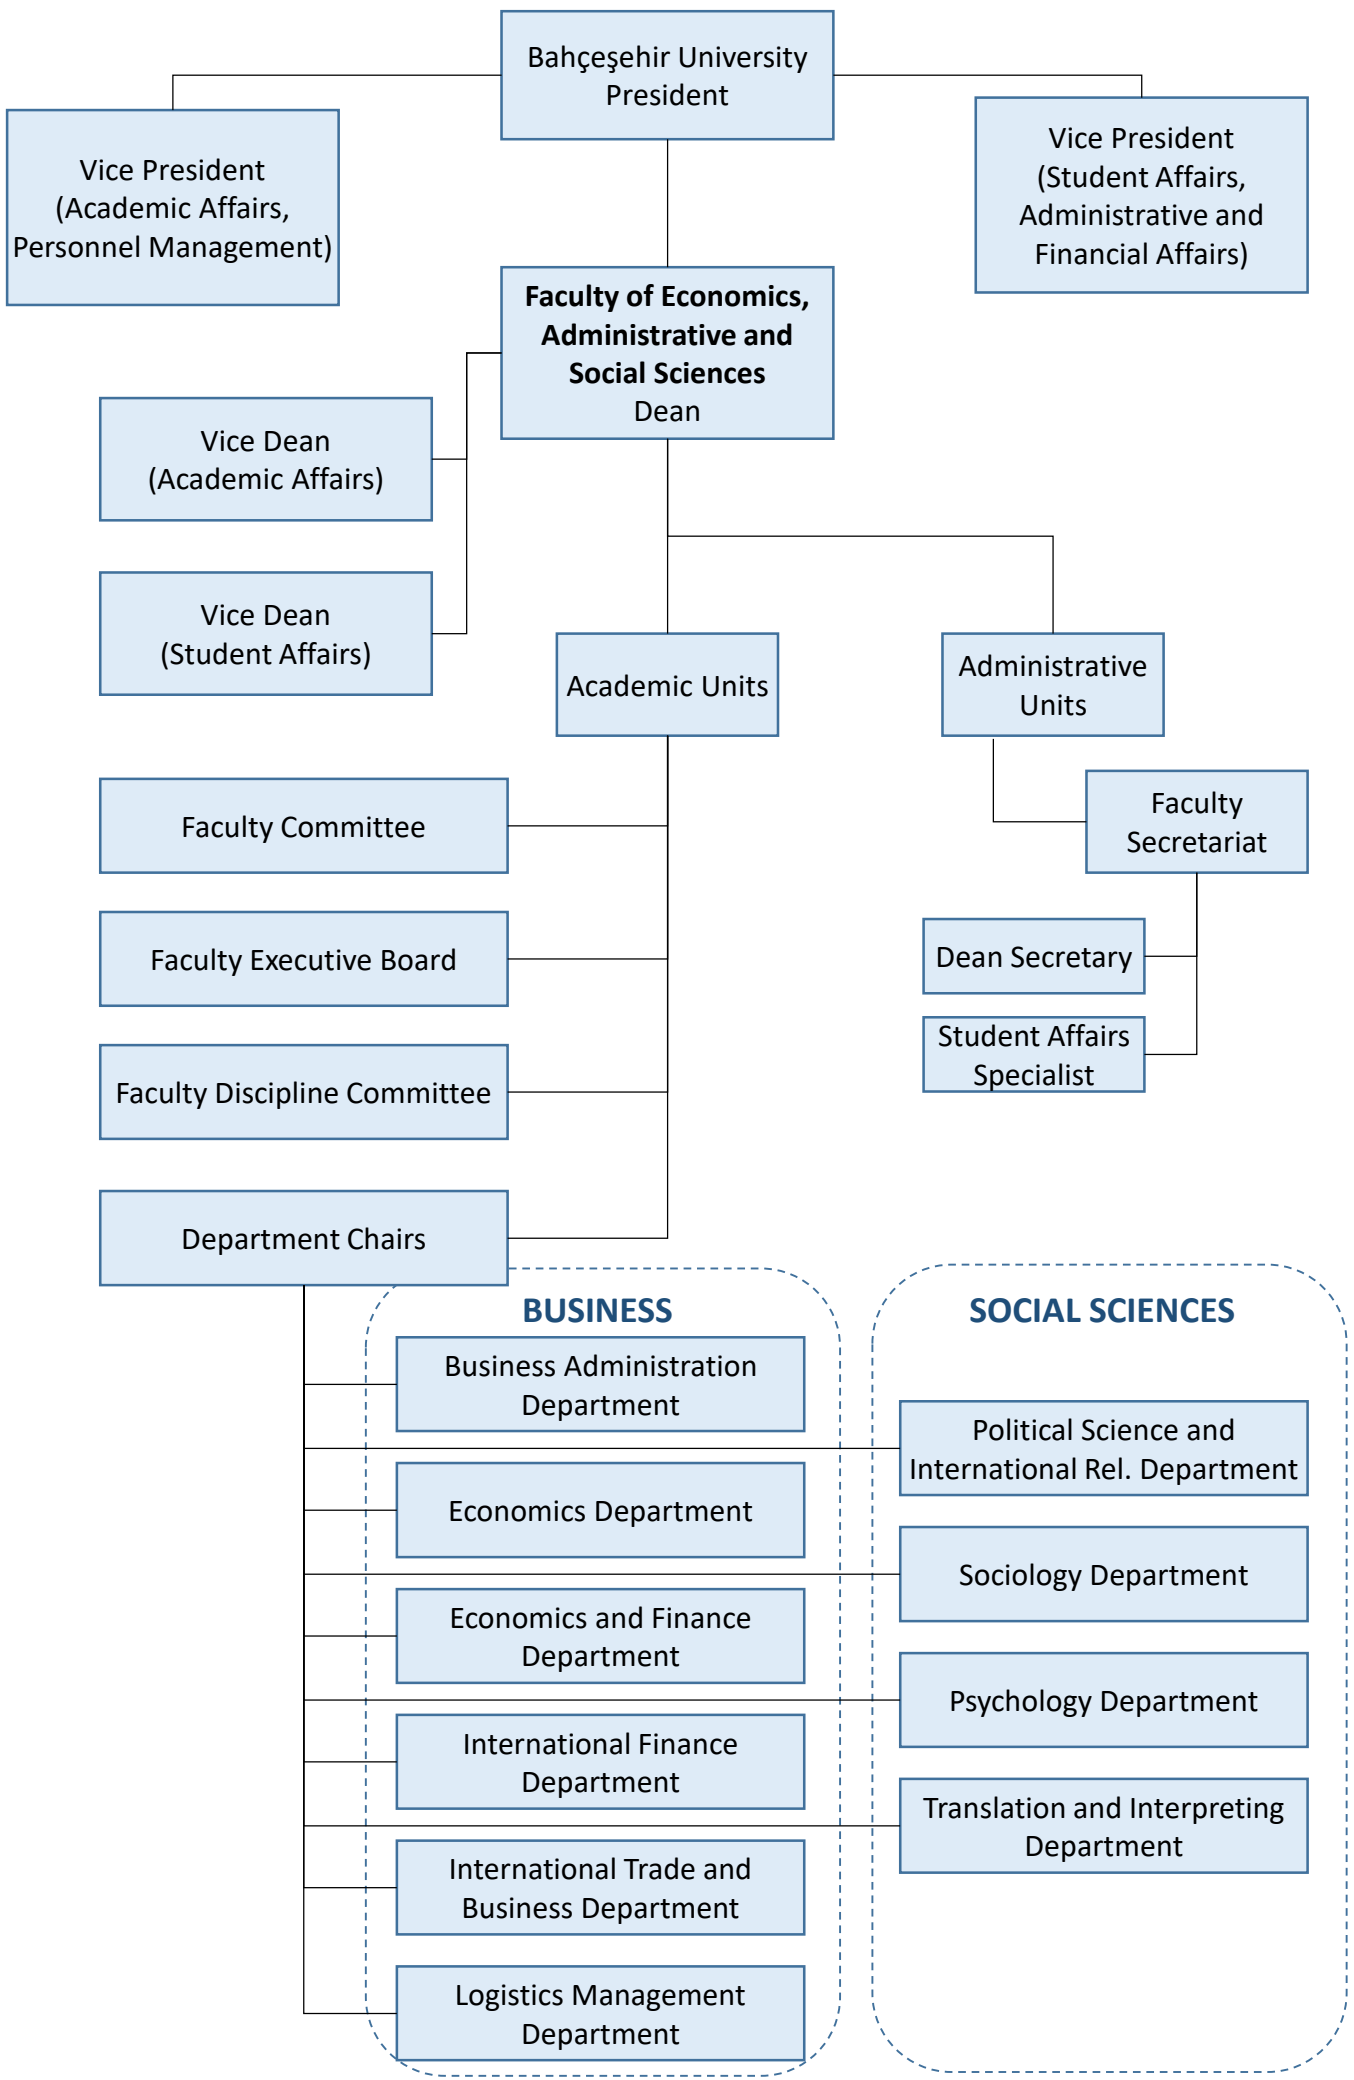 Bahçeşehir University
President
Vice President
(Academic Affairs,
Personnel Management)
Vice President
(Student Affairs,
Administrative and
Financial Affairs)
Faculty of Economics,
Administrative and
Social Sciences
Dean
Vice Dean
(Academic Affairs)
Vice Dean
(Student Affairs)
Academic Units
Administrative
Units
Faculty Committee
Faculty
Secretariat
Faculty Executive Board
Dean Secretary
Student Affairs
Specialist
Faculty Discipline Committee
Department Chairs
BUSINESS
Business Administration
Department
Economics Department
Economics and Finance
Department
International Finance
Department
International Trade and
Business Department
Logistics Management
Department
SOCIAL SCIENCES
Political Science and
International Rel. Department
Sociology Department
Psychology Department
Translation and Interpreting
Department